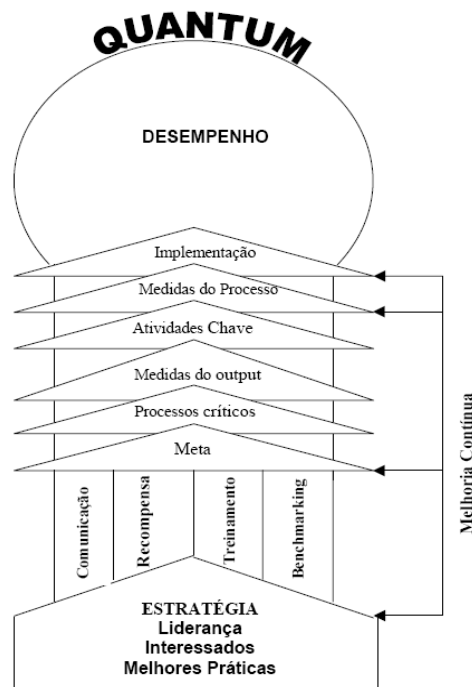 QUANTUM
DESEMPENHO
Implementação
Medidas do Processo
Atividades Chave
Medidas do output
Processos críticos
Meta
Comunicação
Recompensa
Treinamento
Benchmarking
Melhoria Contínua
ESTRATÉGIA
Liderança
Interessados
Melhores Práticas